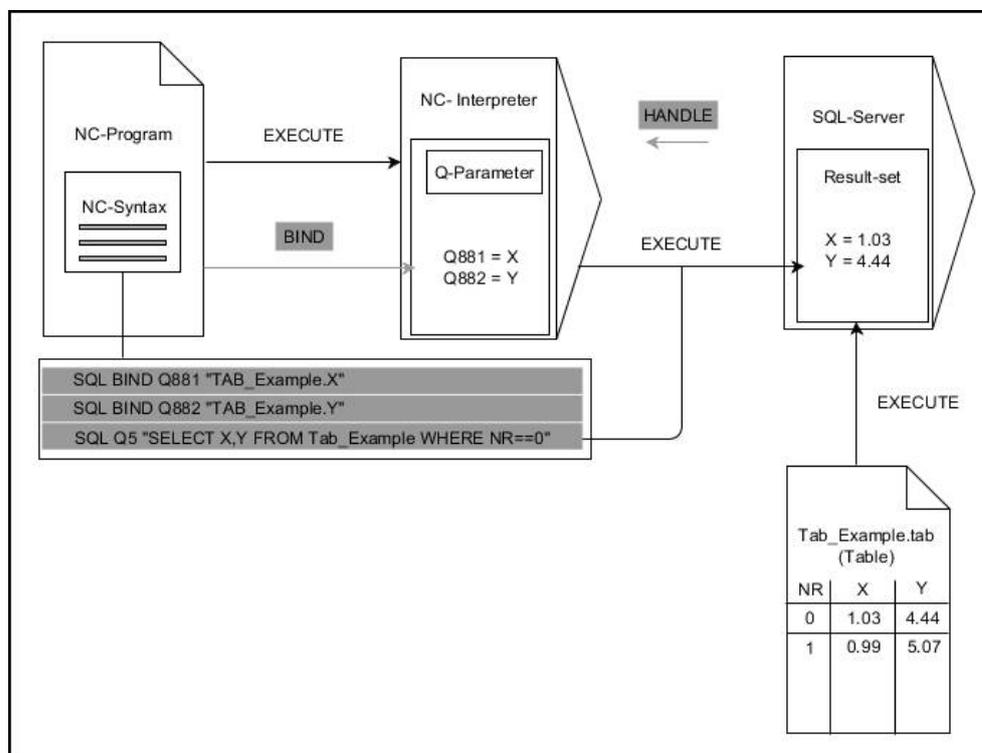 NC-Program
NC-Syntax
EXECUTE
BIND
NC- Interpreter
Q-Parameter
Q881 = X
Q882 = Y
HANDLE
EXECUTE
SQL-Server
Result-set
X = 1.03
Y = 4.44
SQL BIND Q881 "TAB_Example.X"
SQL BIND Q882 "TAB_Example.Y"
SQL Q5 "SELECT X,Y FROM Tab_Example WHERE NR==0"
EXECUTE
Tab_Example.tab
(Table)
NR X Y
0 1.03 4.44
1 0.99 5.07